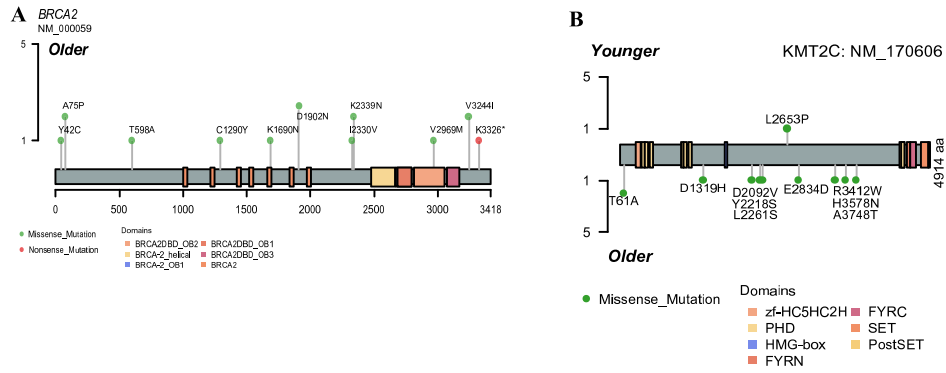 A
BRCA2
NM_000059
5
Older
A75P
K2339N
V3244I
D1902N
Y42C
T598A
C1290Y
K1690N
I2330V
V2969M
K3326*
1
0
500
1000
1500
2000
2500
3000
3418
Missense_Mutation
Nonsense_Mutation
Domains
BRCA2DBD_OB2
BRCA2DBD_OB1
BRCA-2_helical
BRCA2DBD_OB3
BRCA-2_OB1
BRCA2
B
Younger
KMT2C: NM_170606
5
L2653P
1
49114 aa
1
T61A
D1319H
D2092V
E2834D
R3412W
Y2218S
H3578N
L2261S
A3748T
5
Older
Missense_Mutation
Domains
zf-HC5HC2H
FYRC
PHD
SET
HMG-box
PostSET
FYRN